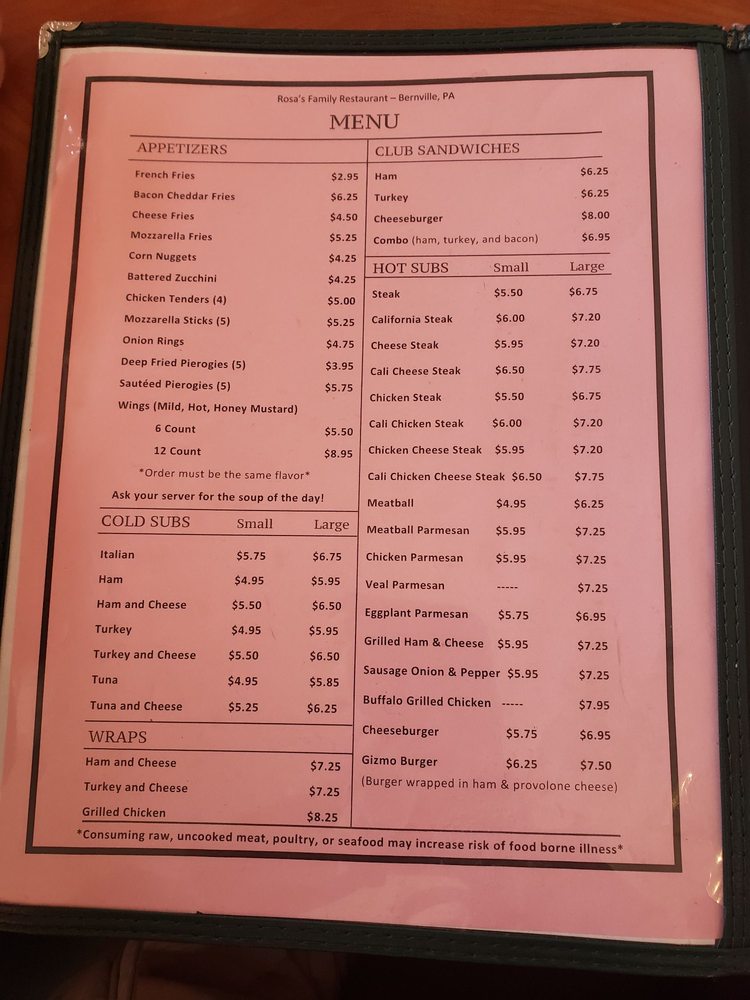 Rosa's Family Restaurant – Bernville, PA
MENU
APPETIZERS
French Fries $2.95
Bacon Cheddar Fries $6.25
Cheese Fries $4.50
Mozzarella Fries $5.25
Corn Nuggets $4.25
Battered Zucchini $4.25
Chicken Tenders (4) $5.00
Mozzarella Sticks (5) $5.25
Onion Rings $4.75
Deep Fried Pierogies (5) $3.95
Sautéed Pierogies (5) $5.75
Wings (Mild, Hot, Honey Mustard)
6 Count $5.50
12 Count $8.95
*Order must be the same flavor*
Ask your server for the soup of the day!
COLD SUBS Small Large
Italian $5.75 $6.75
Ham $4.95 $5.95
Ham and Cheese $5.50 $6.50
Turkey $4.95 $5.95
Turkey and Cheese $5.50 $6.50
Tuna $4.95 $5.85
Tuna and Cheese $5.25 $6.25
WRAPS
Ham and Cheese $7.25
Turkey and Cheese $7.25
Grilled Chicken $8.25
CLUB SANDWICHES
Ham $6.25
Turkey $6.25
Cheeseburger $8.00
Combo (ham, turkey, and bacon) $6.95
HOT SUBS Small Large
Steak $5.50 $6.75
California Steak $6.00 $7.20
Cheese Steak $5.95 $7.20
Cali Cheese Steak $6.50 $7.75
Chicken Steak $5.50 $6.75
Cali Chicken Steak $6.00 $7.20
Chicken Cheese Steak $5.95 $7.20
Cali Chicken Cheese Steak $6.50 $7.75
Meatball $4.95 $6.25
Meatball Parmesan $5.95 $7.25
Chicken Parmesan $5.95 $7.25
Veal Parmesan ----- $7.25
Eggplant Parmesan $5.75 $6.95
Grilled Ham & Cheese $5.95 $7.25
Sausage Onion & Pepper $5.95 $7.25
Buffalo Grilled Chicken ----- $7.95
Cheeseburger $5.75 $6.95
Gizmo Burger $6.25 $7.50
(Burger wrapped in ham & provolone cheese)
*Consuming raw, uncooked meat, poultry, or seafood may increase risk of food borne illness*